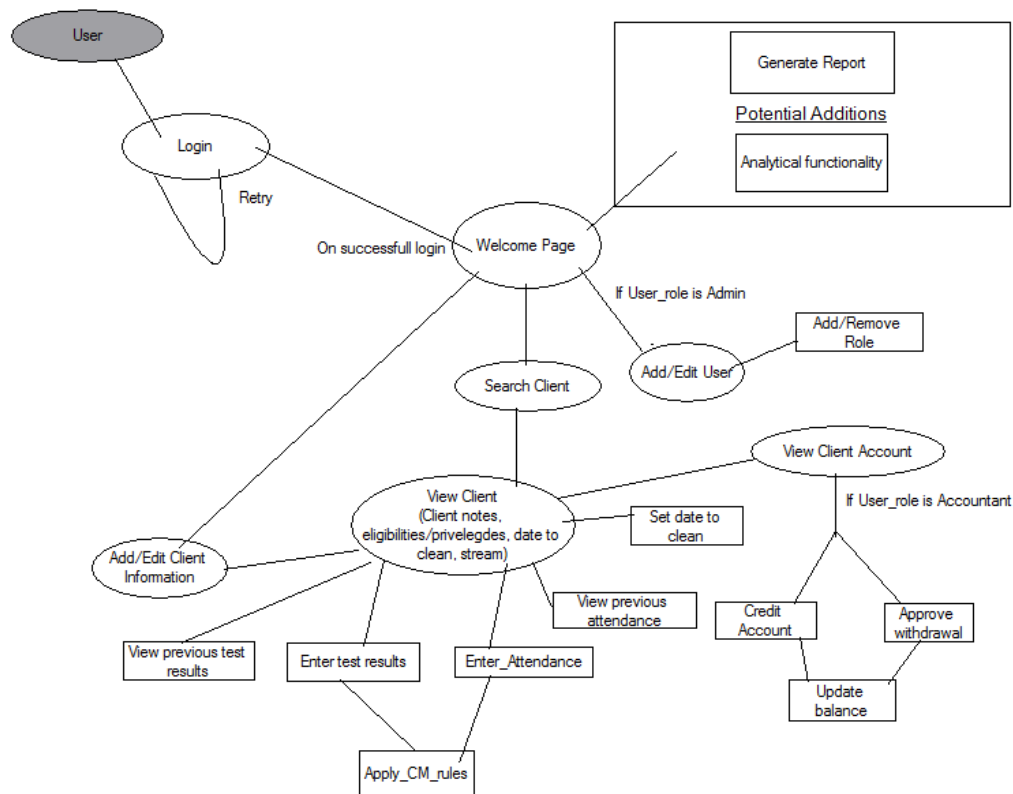 User
Generate Report
Potential Additions
Login
Analytical functionality
Retry
On successfull login
Welcome Page
If User_role is Admin
Add/Remove
Role
Add/Edit User
Search Client
View Client Account
View Client
(Client notes,
eligibilities/privelegdes, date to
clean, stream)
If User_role is Accountant
Set date to
clean
Add/Edit Client
Information
View previous
attendance
Credit
Account
Approve
withdrawal
View previous test
results
Enter test results
Enter_Attendance
Update
balance
Apply_CM_rules